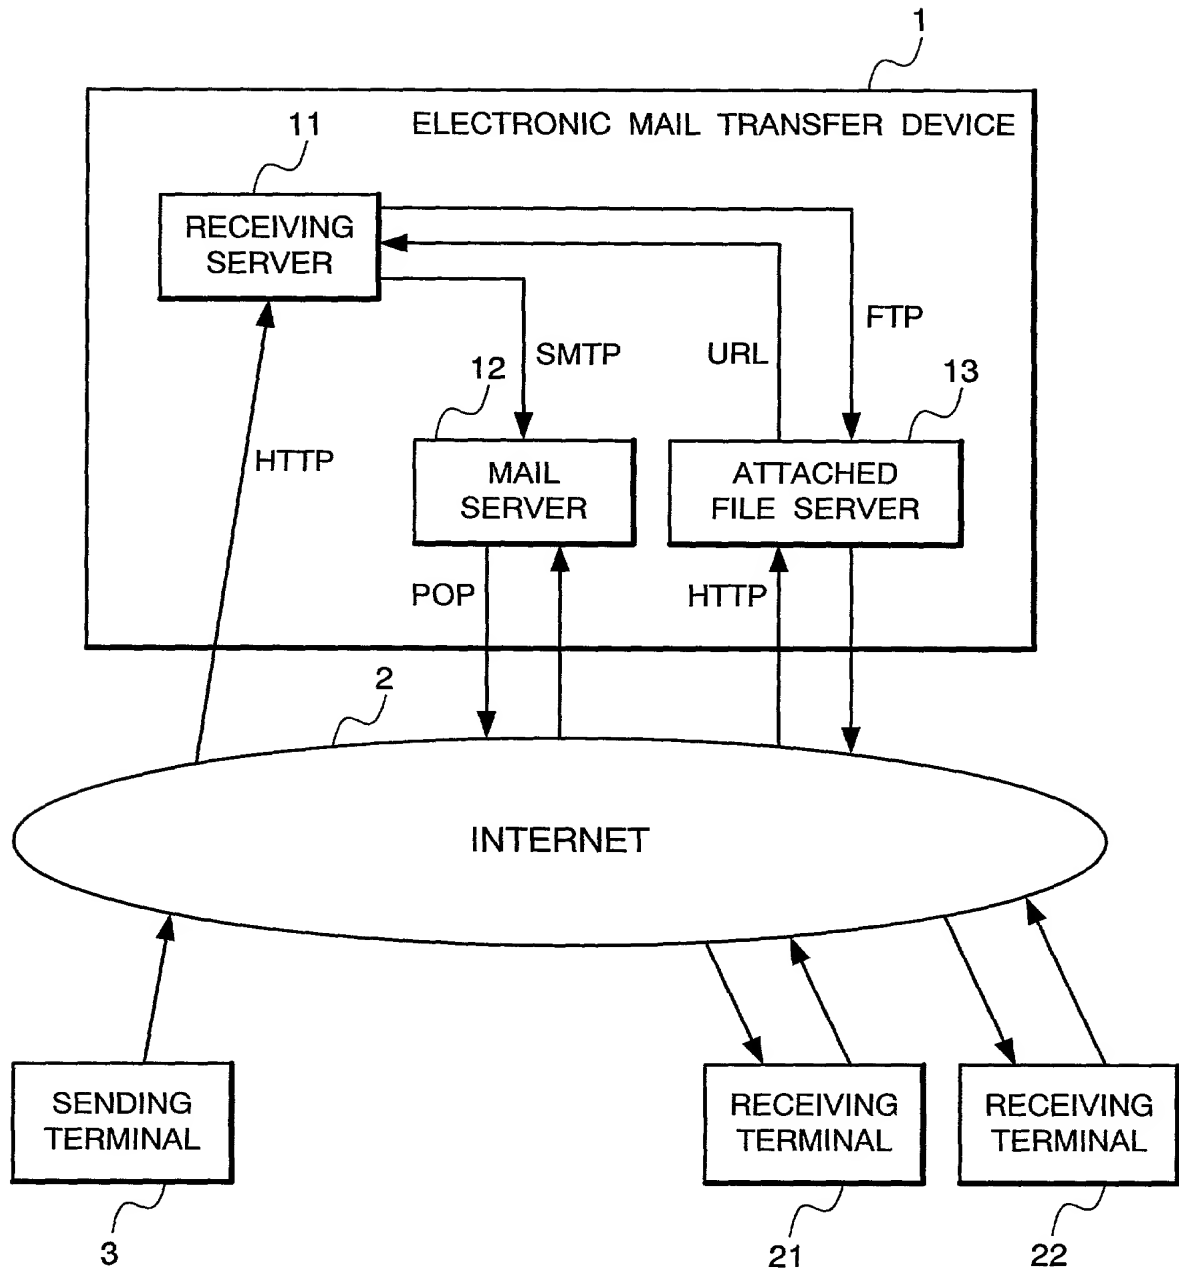 1
ELECTRONIC MAIL TRANSFER DEVICE
11
RECEIVING
SERVER
FTP
URL
SMTP
12
13
HTTP
MAIL
SERVER
ATTACHED
FILE SERVER
POP
HTTP
2
INTERNET
SENDING
TERMINAL
RECEIVING
TERMINAL
RECEIVING
TERMINAL
3
21
22